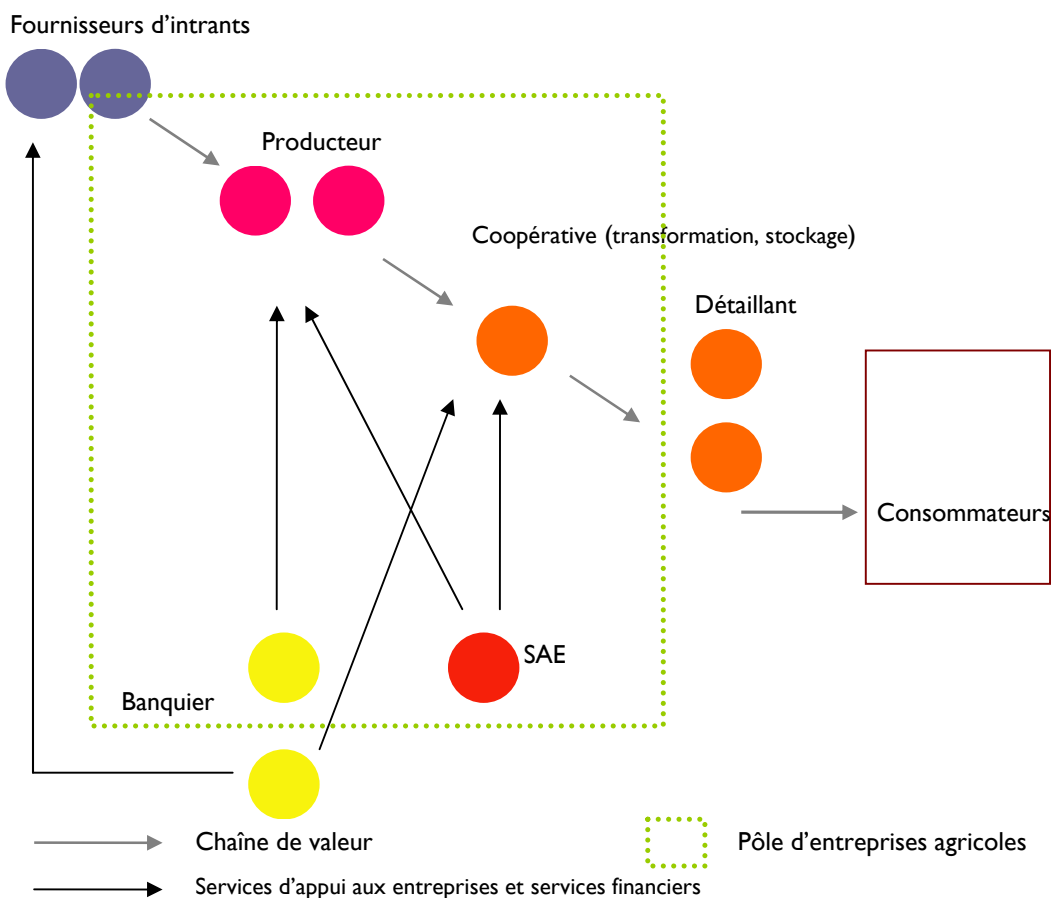 Fournisseurs d’intrants
Producteur
Coopérative (transformation, stockage)
Détaillant
Consommateurs
SAE
Banquier
Chaîne de valeur
Pôle d’entreprises agricoles
Services d’appui aux entreprises et services financiers